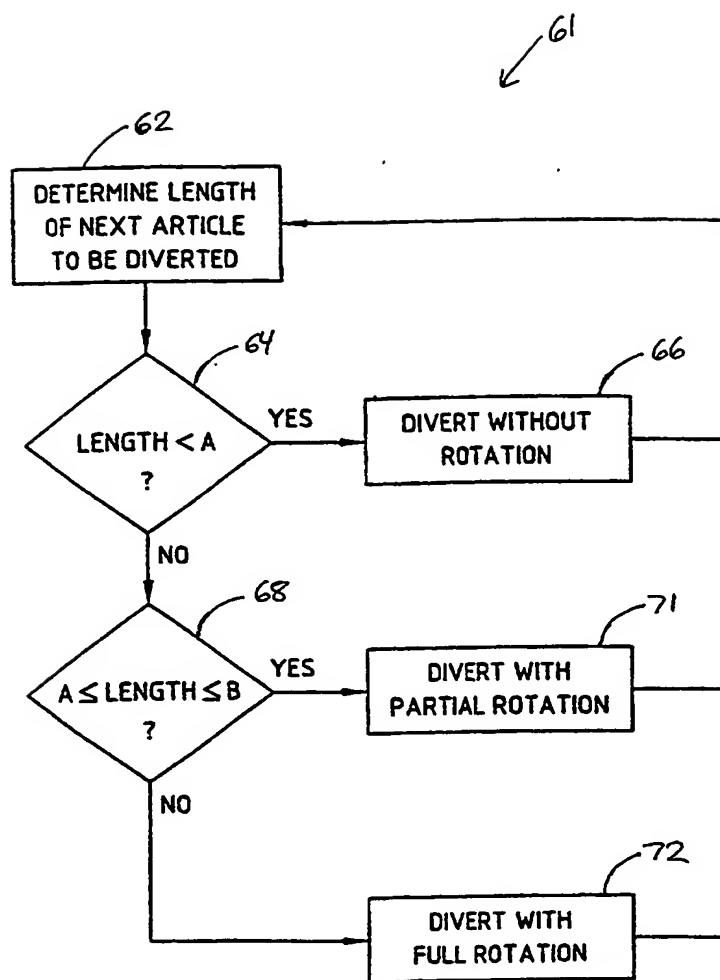 61
62
DETERMINE LENGTH
OF NEXT ARTICLE
TO BE DIVERTED
64
LENGTH < A
?
YES
66
DIVERT WITHOUT
ROTATION
NO
68
A ≤ LENGTH ≤ B
?
YES
71
DIVERT WITH
PARTIAL ROTATION
NO
72
DIVERT WITH
FULL ROTATION